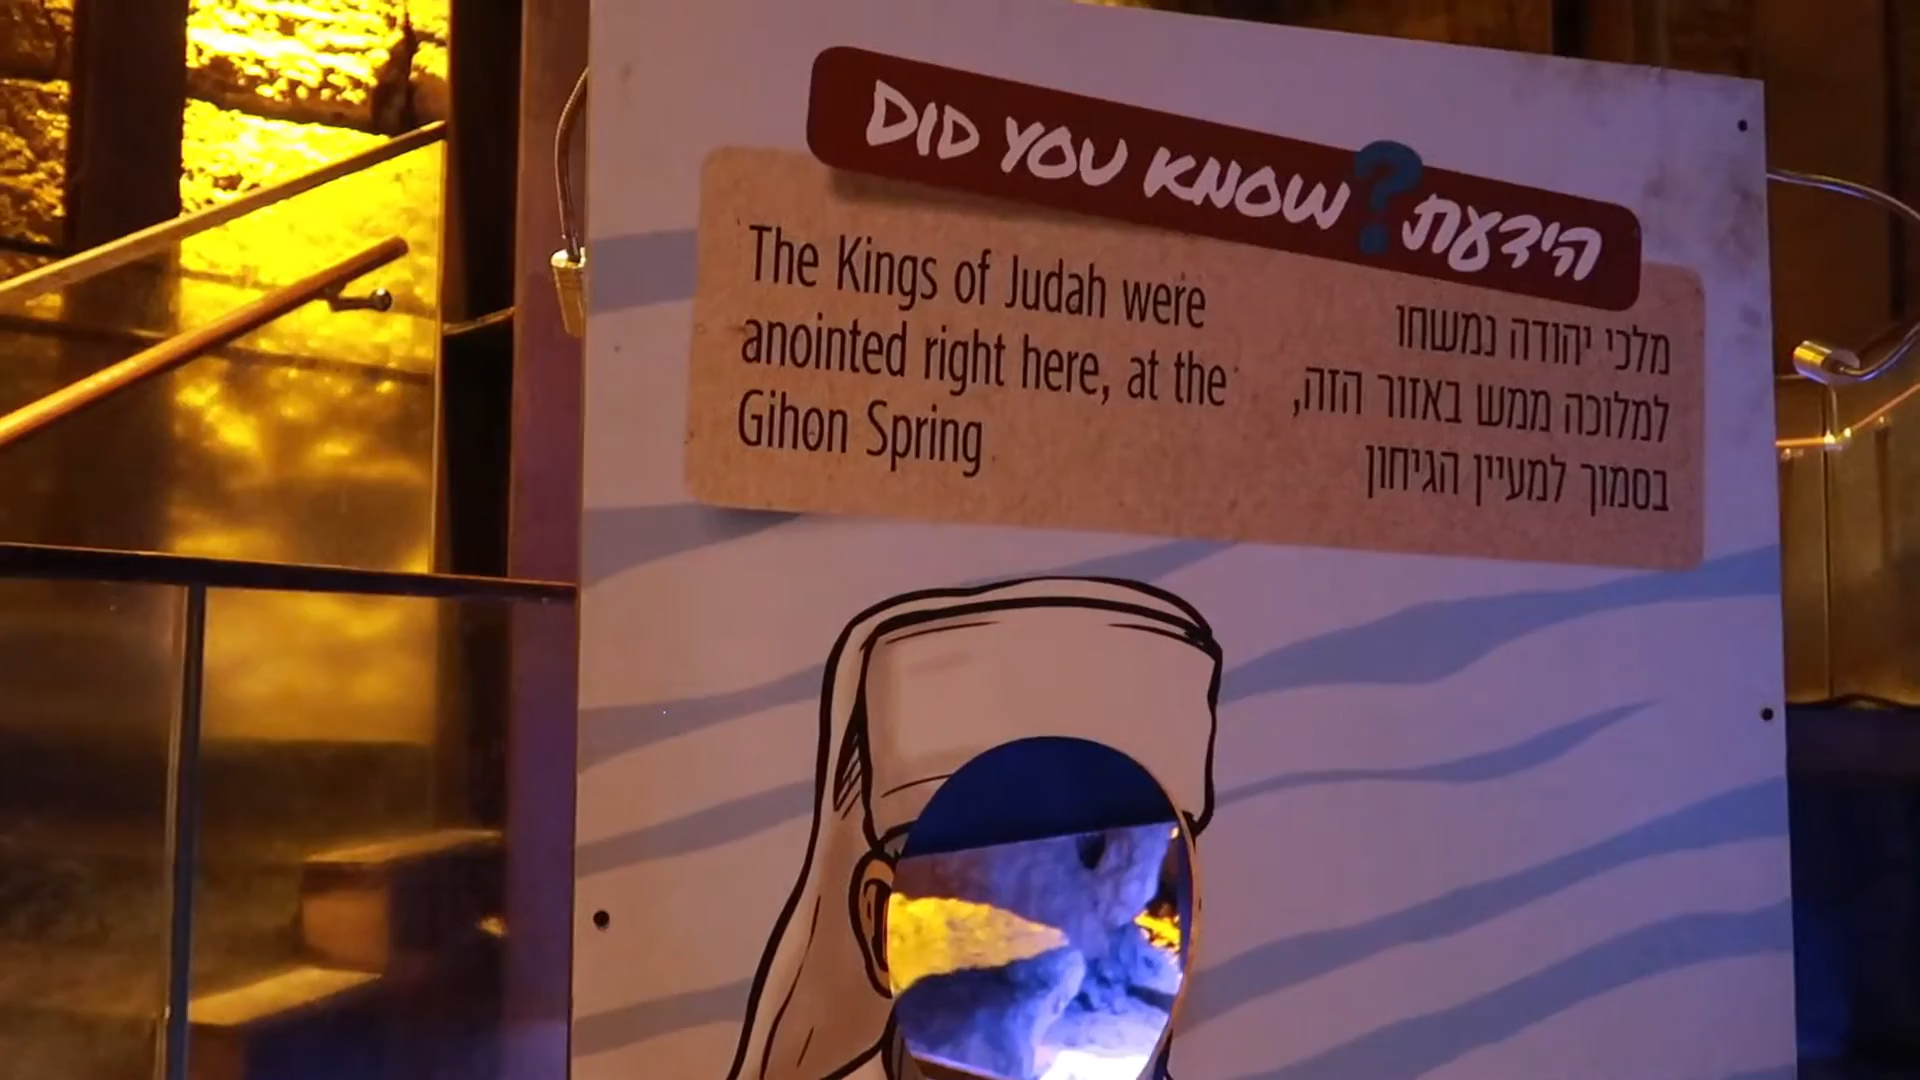 DID YOU KNOW? הידעת
The Kings of Judah were
anointed right here, at the
Gihon Spring
מלכי יהודה נמשחו
למלוכה ממש באזור הזה,
בסמוך למעיין הגיחון